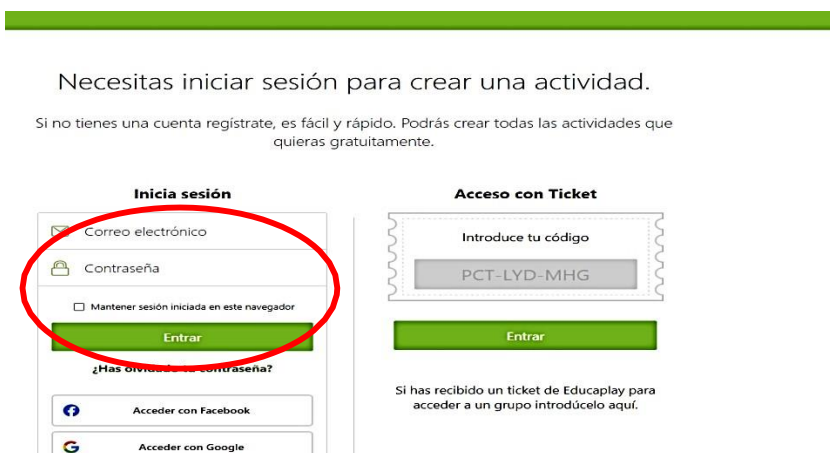 Necesitas iniciar sesión para crear una actividad.
Si no tienes una cuenta regístrate, es fácil y rápido. Podrás crear todas las actividades que
quieras gratuitamente.
Inicia sesión
Correo electrónico
Contraseña
Mantener sesión iniciada en este navegador
Entrar
¿Has olvidado tu contraseña?
Acceder con Facebook
Acceder con Google
Acceso con Ticket
Introduce tu código
PCT-LYD-MHG
Entrar
Si has recibido un ticket de Educaplay para
acceder a un grupo introdúcelo aquí.